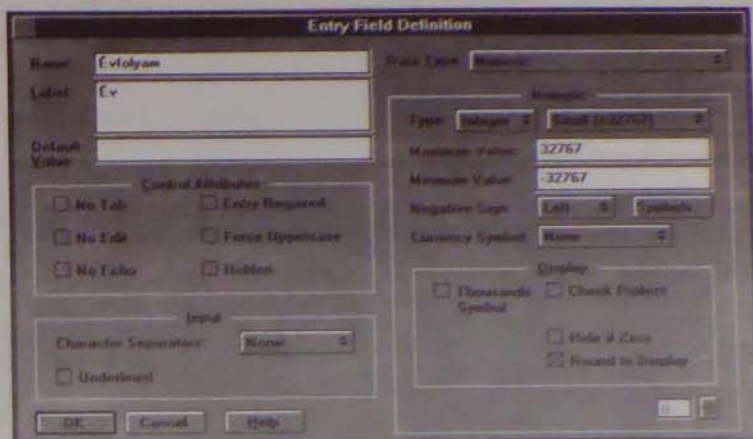 Entry Field Definition
Name: Évfolyam
Label: Év
Default Value:
Control Attributes
No Tab Entry Required
No Edit Force Uppercase
No Echo Hidden
Input
Character Separators: None
Underlined
OK Cancel Help
Data Type: Numeric
Numeric
Type: Integer Small (±32767)
Maximum Value: 32767
Minimum Value: -32767
Negative Sign: Left Symbols
Currency Symbol: None
Display
Thousands Symbol Check Protect
Hide if Zero
Round to Display
0